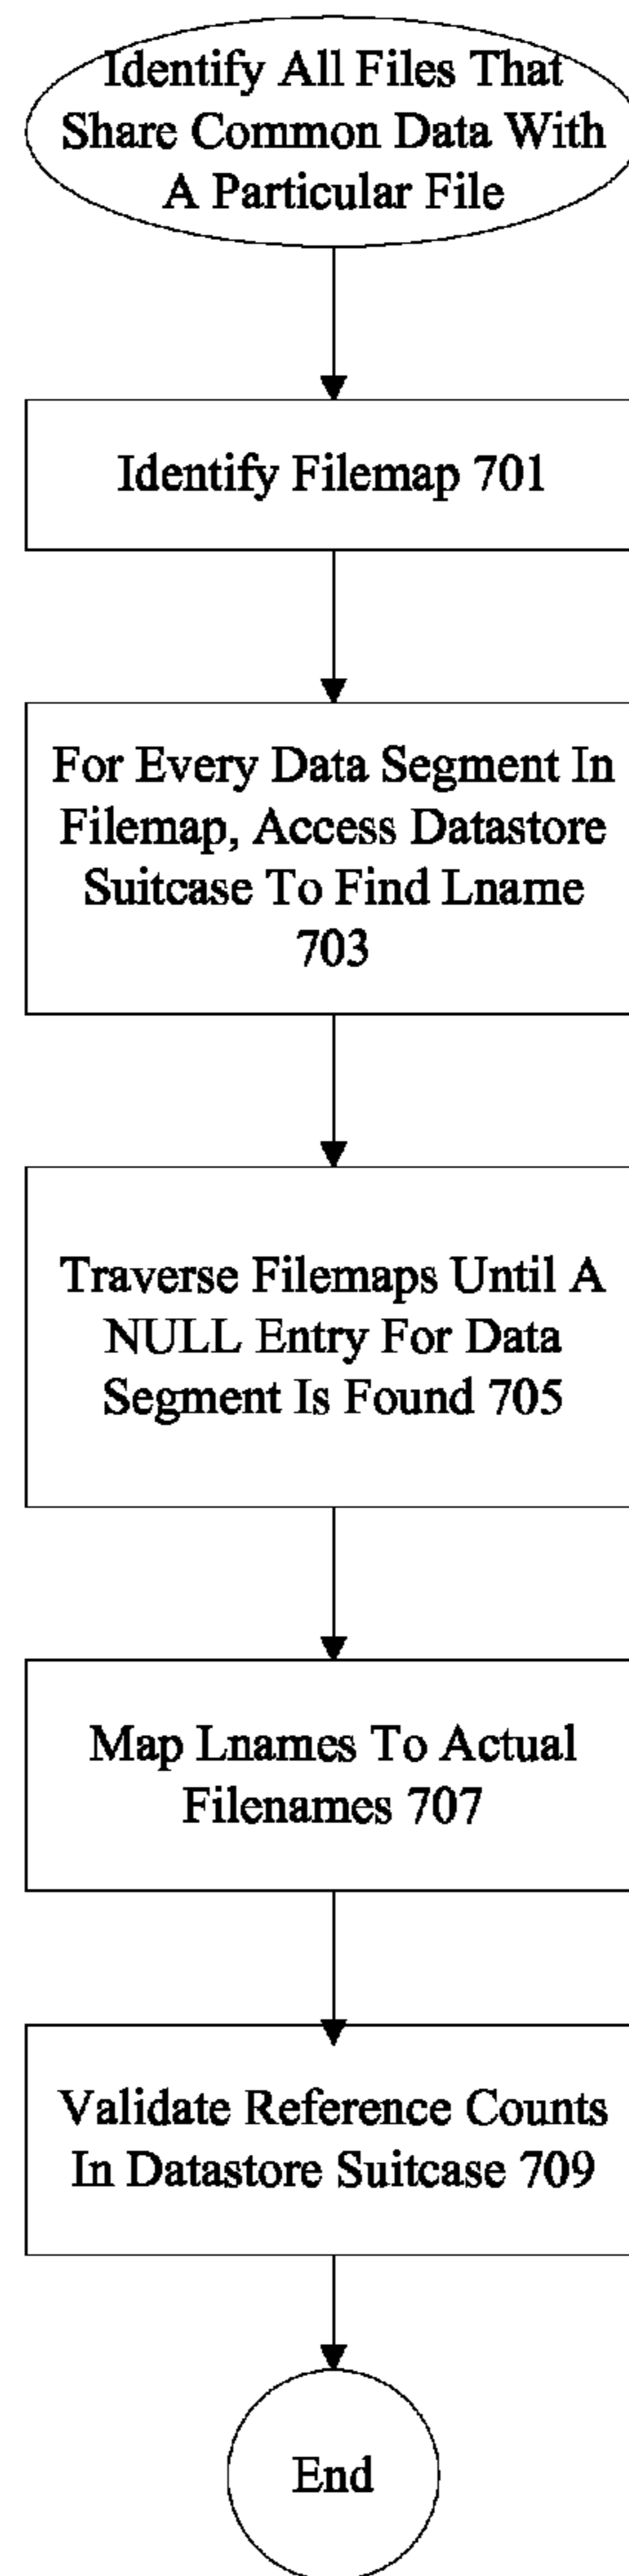 Identify All Files That
Share Common Data With
A Particular File
Identify Filemap 701
For Every Data Segment In
Filemap, Access Datastore
Suitcase To Find Lname
703
Traverse Filemaps Until A
NULL Entry For Data
Segment Is Found 705
Map Lnames To Actual
Filenames 707
Validate Reference Counts
In Datastore Suitcase 709
End